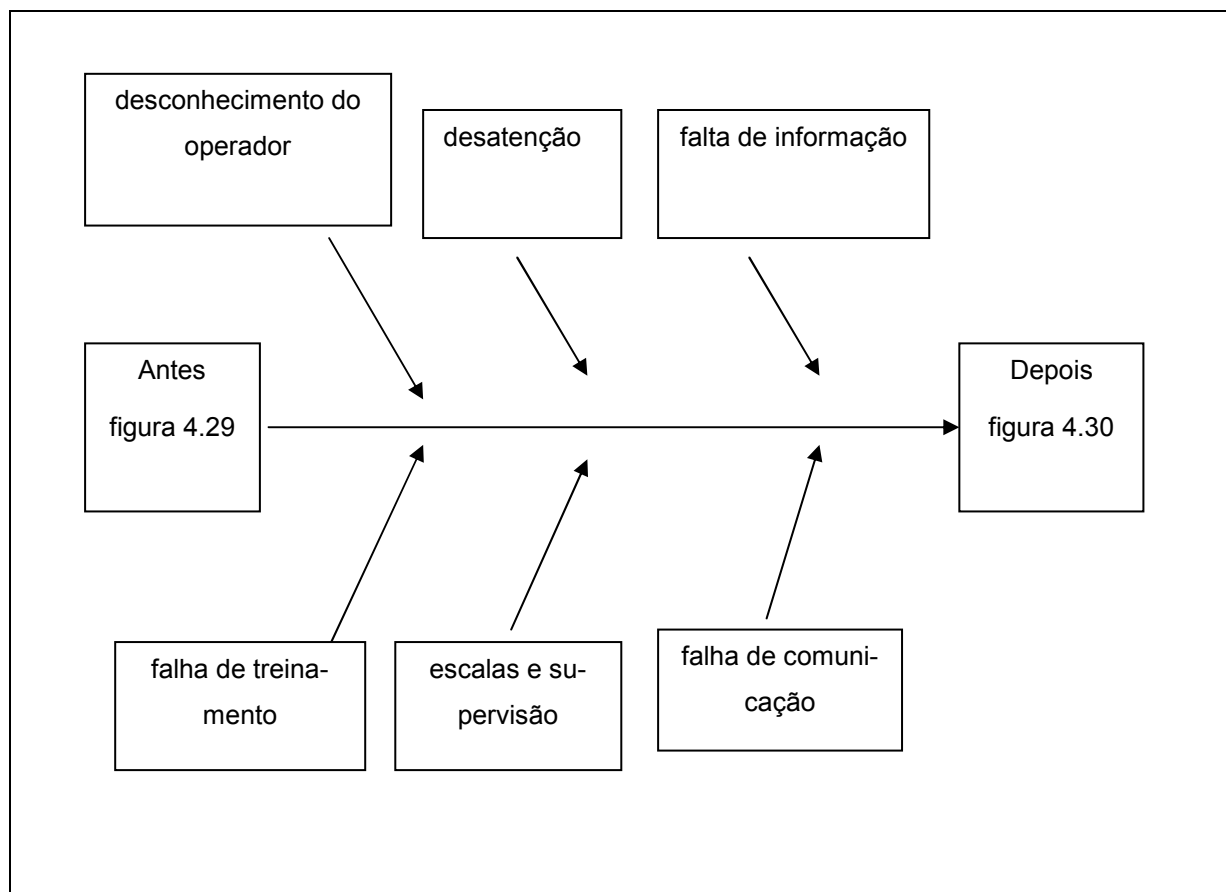 desconhecimento do
operador
desatenção
falta de informação
Antes
figura 4.29
Depois
figura 4.30
falha de treina-
mento
escalas e su-
pervisão
falha de comuni-
cação